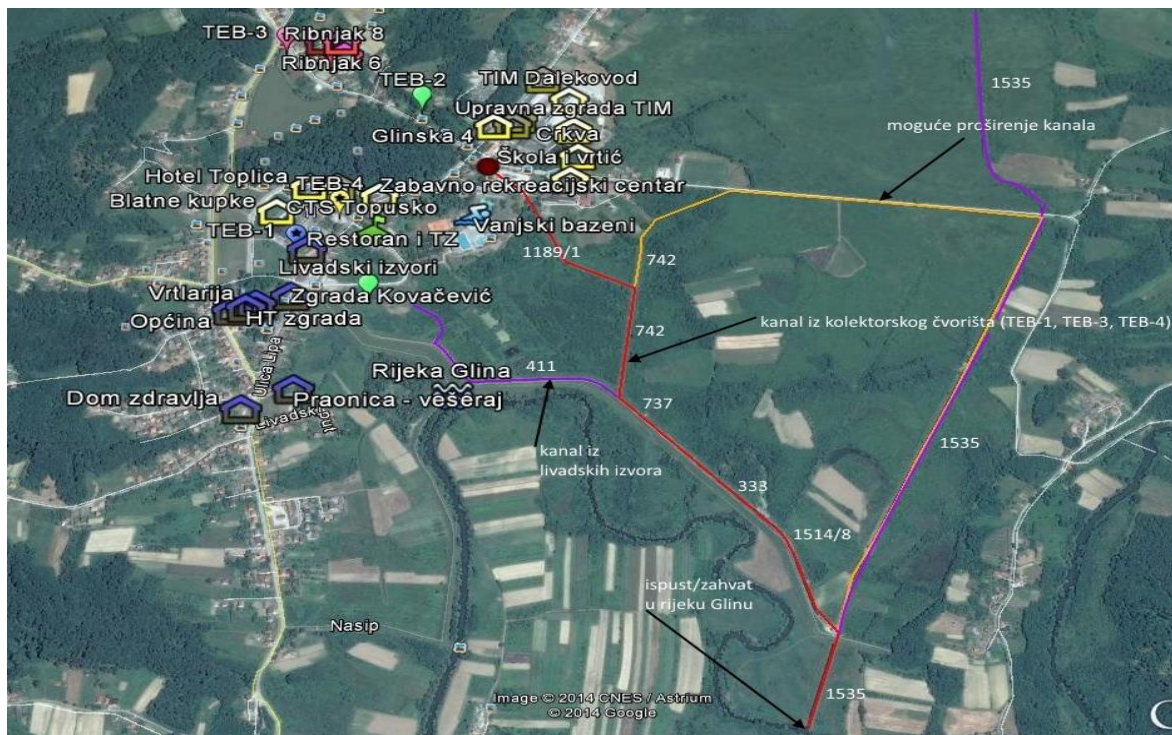 TEB-3
Ribnjak 8
Ribnjak 6
TEB-2
TIM Dalekovod
Upravna zgrada TIM
Glinska 4
Crkva
Škola i vrtić
1535
moguće proširenje kanala
Hotel Toplica
TEB-4
Zabavno rekreacijski centar
Blatne kupke
CTS Topusko
Vanjski bazeni
TEB-1
Restoran i TZ
1189/1
742
Livadski izvori
Vrtlarija
Zgrada Kovačević
Općina
HT zgrada
742
kanal iz kolektorskog čvorišta (TEB-1, TEB-3, TEB-4)
Ulica Lipa
411
Rijeka Glina
Dom zdravlja
Praonica - vešeraj
Livadski put
737
1535
kanal iz
livadskih izvora
333
1514/8
ispust/zahvat
u rijeku Glinu
Nasip
1535
Image © 2014 CNES / Astrium
© 2014 Google